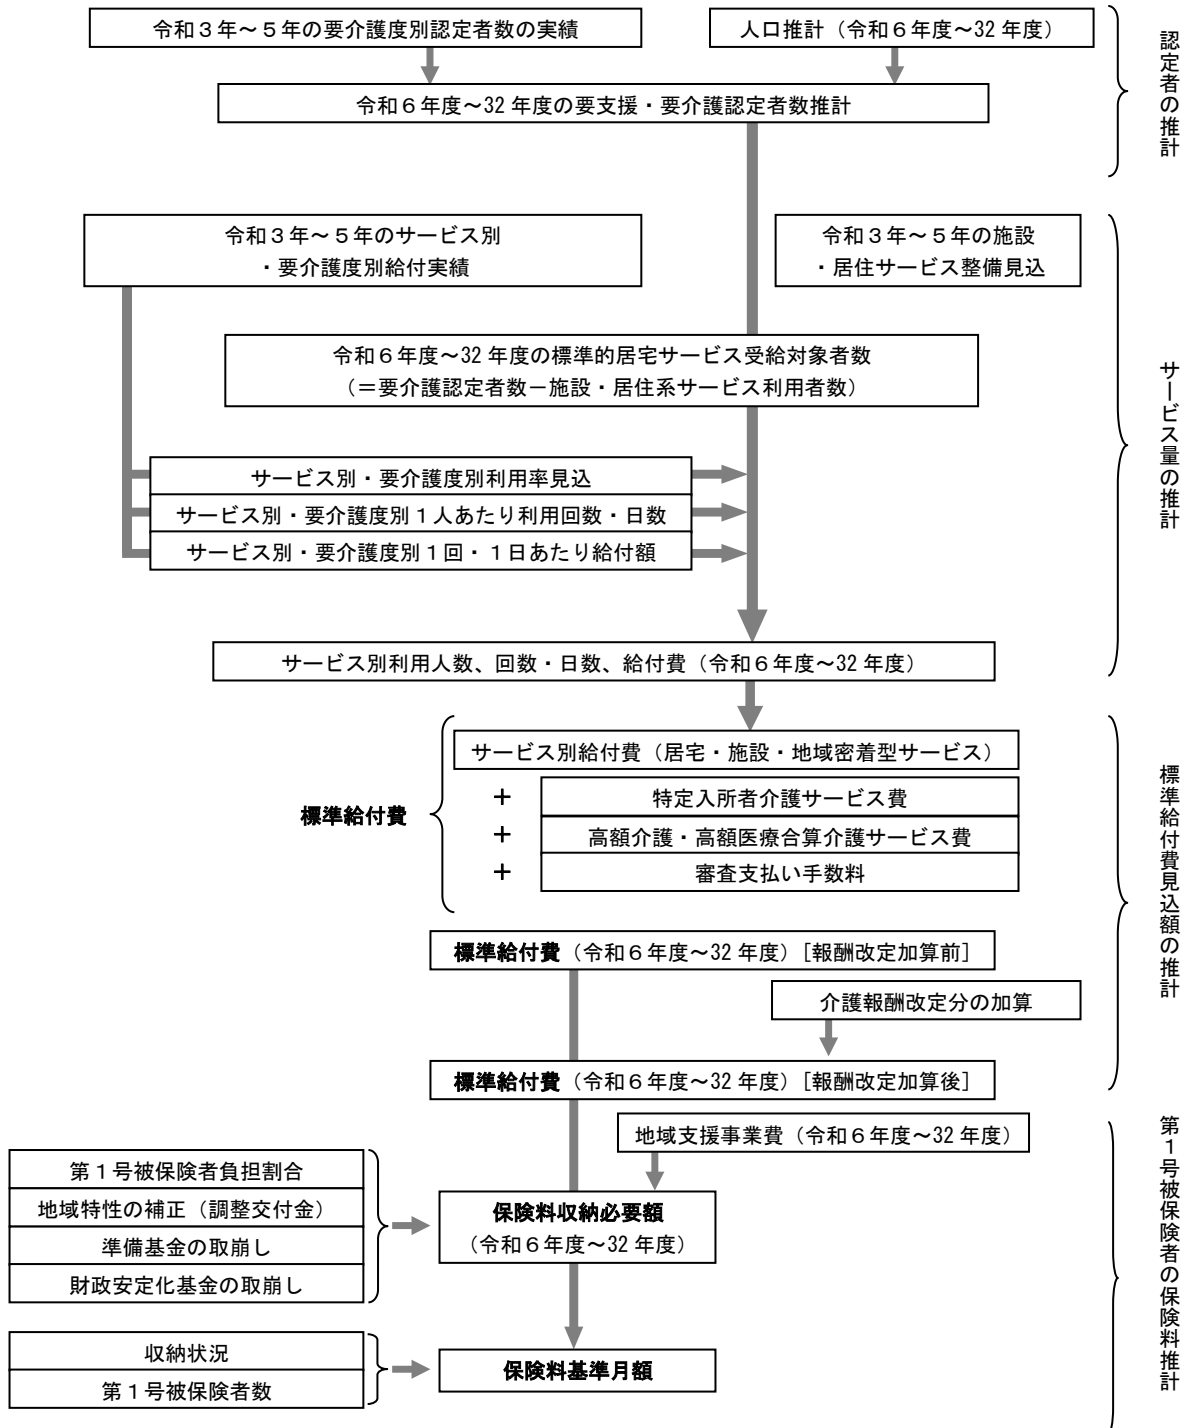 令和３年～５年の要介護度別認定者数の実績
人口推計（令和６年度～32 年度）
令和６年度～32 年度の要支援・要介護認定者数推計
認定者の推計
令和３年～５年のサービス別
・要介護度別給付実績
令和３年～５年の施設
・居住サービス整備見込
令和６年度～32 年度の標準的居宅サービス受給対象者数
（＝要介護認定者数－施設・居住系サービス利用者数）
サービス別・要介護度別利用率見込
サービス別・要介護度別１人あたり利用回数・日数
サービス別・要介護度別１回・１日あたり給付額
サービス別利用人数、回数・日数、給付費（令和６年度～32 年度）
サービス量の推計
標準給付費
サービス別給付費（居宅・施設・地域密着型サービス）
＋ 特定入所者介護サービス費
＋ 高額介護・高額医療合算介護サービス費
＋ 審査支払い手数料
標準給付費（令和６年度～32 年度）［報酬改定加算前］
介護報酬改定分の加算
標準給付費（令和６年度～32 年度）［報酬改定加算後］
標準給付費見込額の推計
地域支援事業費（令和６年度～32 年度）
第１号被保険者負担割合
地域特性の補正（調整交付金）
準備基金の取崩し
財政安定化基金の取崩し
保険料収納必要額
（令和６年度～32 年度）
収納状況
第１号被保険者数
保険料基準月額
第１号被保険者の保険料推計